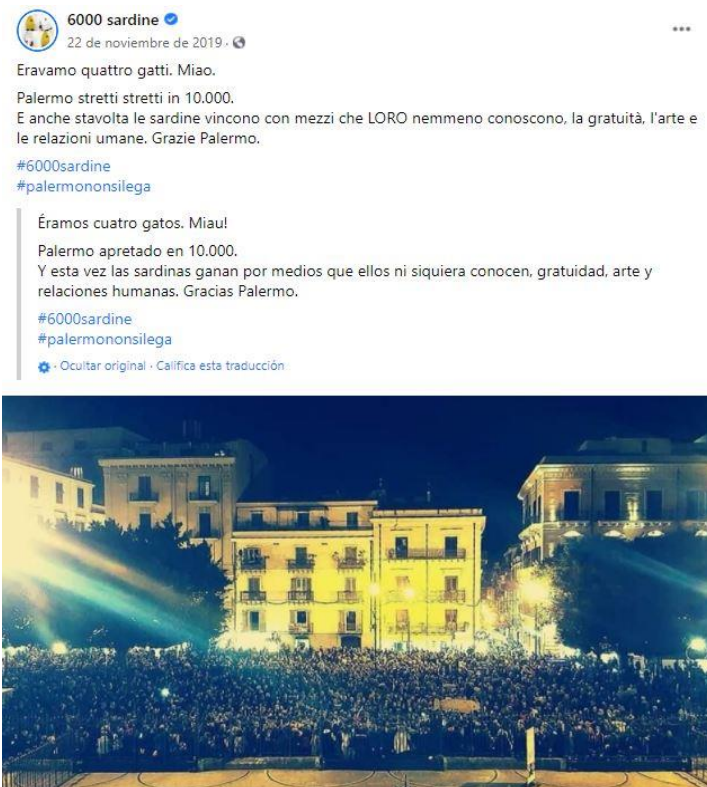 6000 sardine
22 de noviembre de 2019 ·
Eravamo quattro gatti. Miao.
Palermo stretti stretti in 10.000.
E anche stavolta le sardine vincono con mezzi che LORO nemmeno conoscono, la gratuità, l'arte e
le relazioni umane. Grazie Palermo.
#6000sardine
#palermononsilega
Éramos cuatro gatos. Miau!
Palermo apretado en 10.000.
Y esta vez las sardinas ganan por medios que ellos ni siquiera conocen, gratuidad, arte y
relaciones humanas. Gracias Palermo.
#6000sardine
#palermononsilega
· Ocultar original · Califica esta traducción